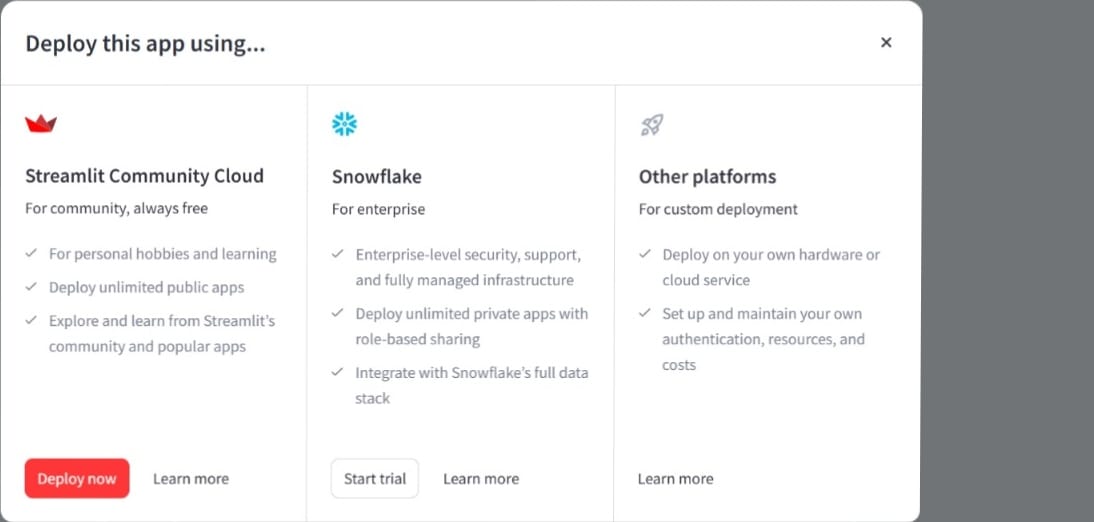 Deploy this app using...
Streamlit Community Cloud
For community, always free
For personal hobbies and learning
Deploy unlimited public apps
Explore and learn from Streamlit's
community and popular apps
Deploy now
Learn more
Snowflake
For enterprise
Enterprise-level security, support,
and fully managed infrastructure
Deploy unlimited private apps with
role-based sharing
Integrate with Snowflake's full data
stack
Start trial
Learn more
Other platforms
For custom deployment
Deploy on your own hardware or
cloud service
Set up and maintain your own
authentication, resources, and
costs
Learn more